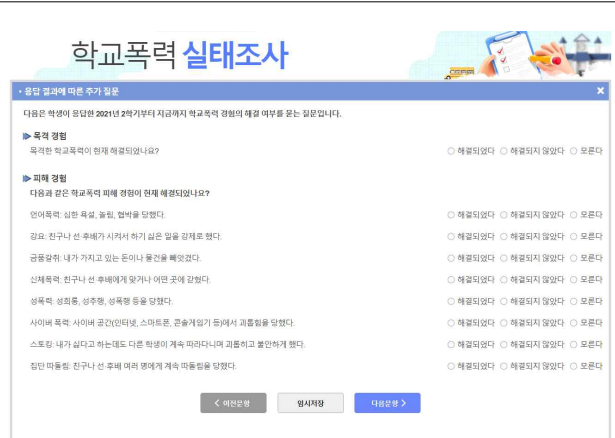 학교폭력 실태조사
• 응답 결과에 따른 추가 질문
다음은 학생이 응답한 2021년 2학기부터 지금까지 학교폭력 경험의 해결 여부를 묻는 질문입니다.
목격 경험
목격한 학교폭력이 현재 해결되었나요? 해결되었다 해결되지 않았다 모른다
피해 경험
다음과 같은 학교폭력 피해 경험이 현재 해결되었나요?
언어폭력: 심한 욕설, 놀림, 협박을 당했다. 해결되었다 해결되지 않았다 모른다
강요: 친구나 선·후배가 시켜서 하기 싫은 일을 강제로 했다. 해결되었다 해결되지 않았다 모른다
금품갈취: 내가 가지고 있는 돈이나 물건을 빼앗겼다. 해결되었다 해결되지 않았다 모른다
신체폭력: 친구나 선·후배에게 맞거나 어떤 곳에 갇혔다. 해결되었다 해결되지 않았다 모른다
성폭력: 성희롱, 성추행, 성폭행 등을 당했다. 해결되었다 해결되지 않았다 모른다
사이버 폭력: 사이버 공간(인터넷, 스마트폰, 콘솔게임기 등)에서 괴롭힘을 당했다. 해결되었다 해결되지 않았다 모른다
스토킹: 내가 싫다고 하는데도 다른 학생이 계속 따라다니며 괴롭히고 불안하게 했다. 해결되었다 해결되지 않았다 모른다
집단 따돌림: 친구나 선·후배 여러 명에게 계속 따돌림을 당했다. 해결되었다 해결되지 않았다 모른다
< 이전문항 임시저장 다음문항 >